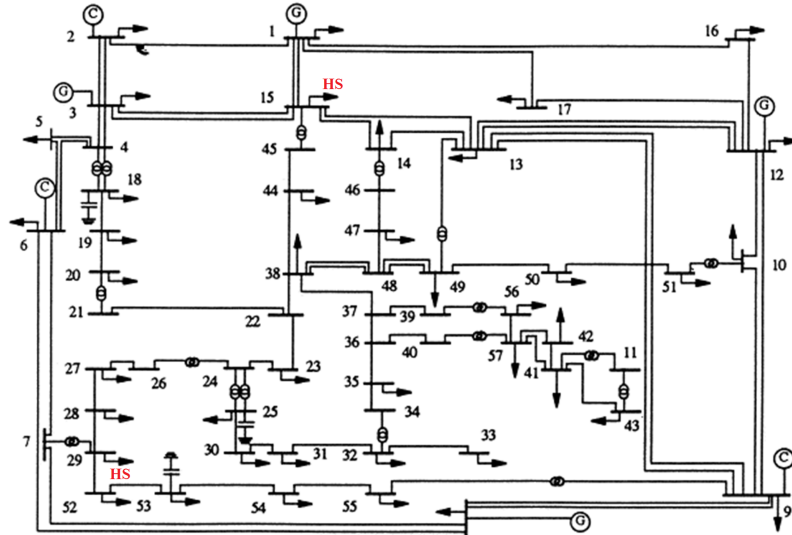 C G
2 1 16
HS
G
3 15 17 G
5
4 45 14 13 12
C
18 44 46
6 19 47
20 38 48 49 50 51 10
21 22 37 39 56
36 40 57 42
27 26 24 23 41 11
28 25 35
34 43
7 29 30 31 32 33 C
HS
52 53 54 55 9
G